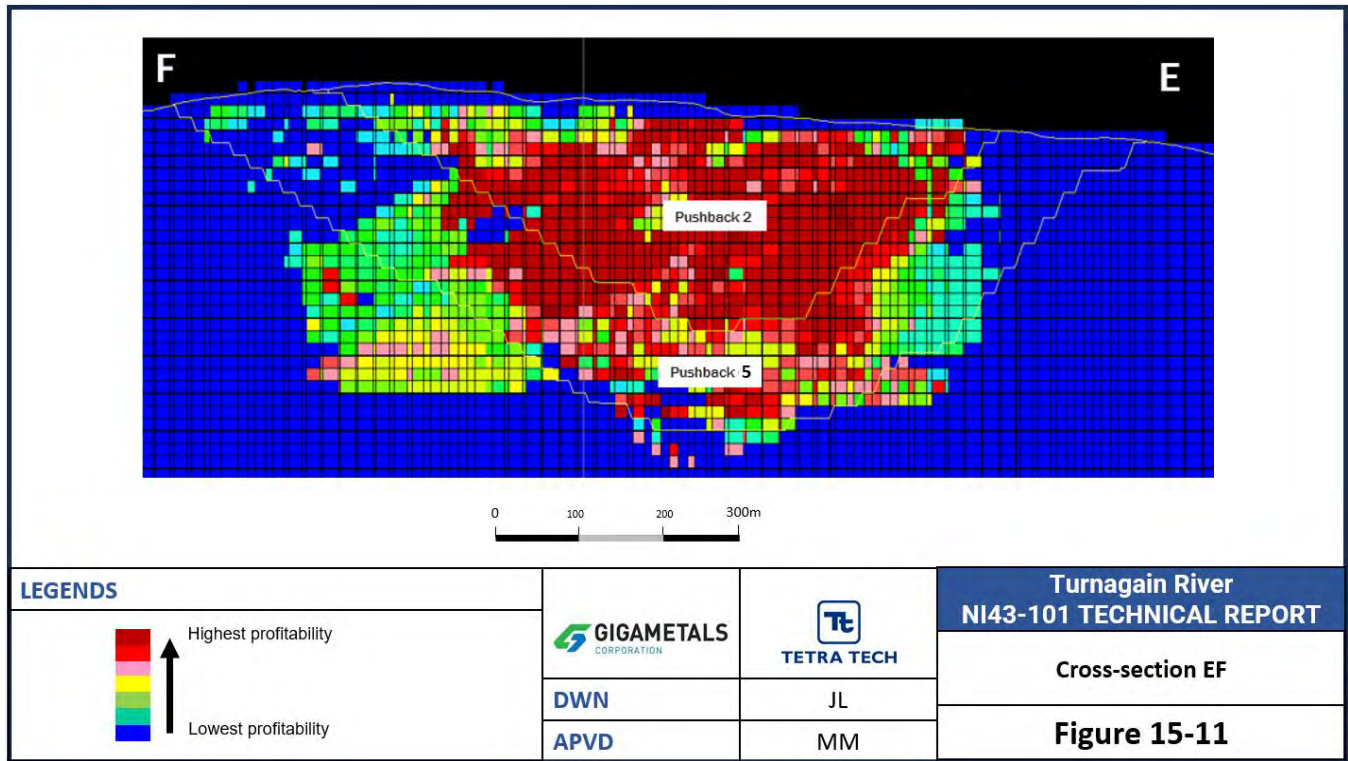 F
E
Pushback 2
Pushback 5
0 100 200 300m
LEGENDS
Highest profitability
Lowest profitability
GIGAMETALS
CORPORATION
Tt
TETRA TECH
DWN JL
APVD MM
Turnagain River
NI43-101 TECHNICAL REPORT
Cross-section EF
Figure 15-11